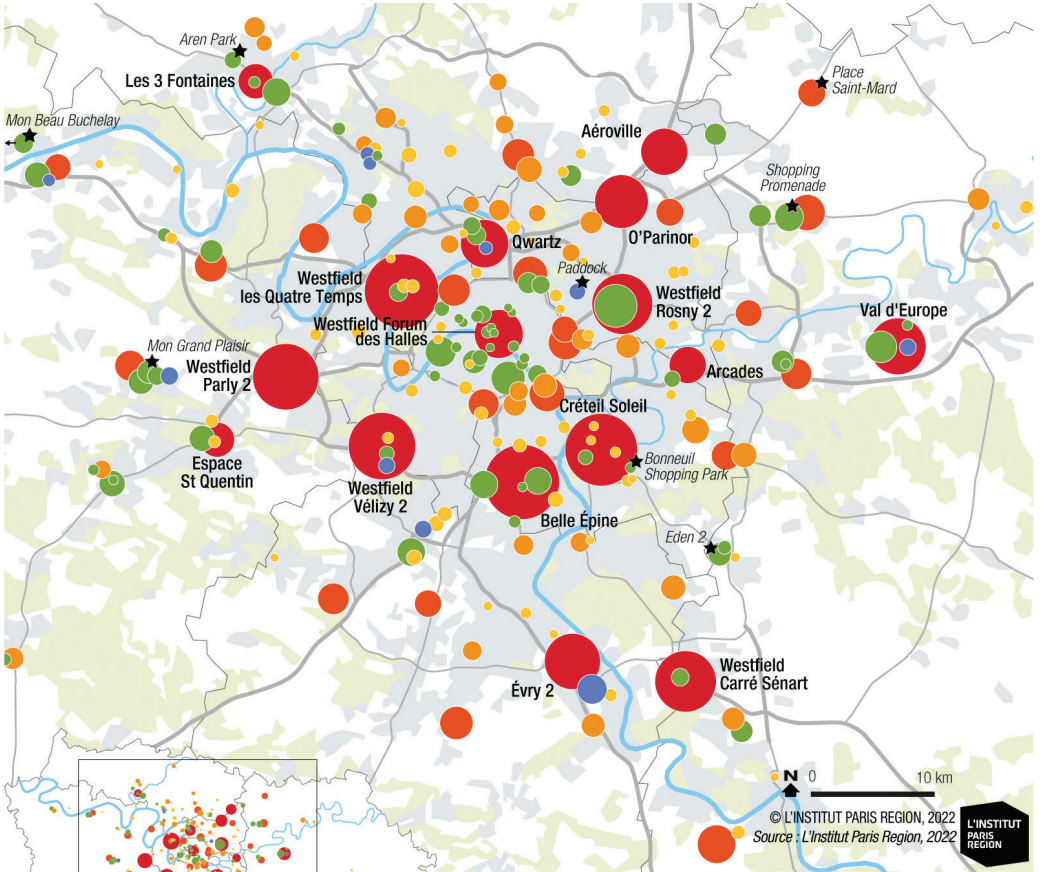 Aren Park
Les 3 Fontaines
Mon Beau Buchelay
Place
Saint-Mard
Aéroville
Shopping
Promenade
O'Parinor
Qwartz
Paddock
Westfield
les Quatre Temps
Westfield
Rosny 2
Val d'Europe
Westfield Forum
des Halles
Mon Grand Plaisir
Westfield
Parly 2
Arcades
Créteil Soleil
Espace
St Quentin
Westfield
Vélizy 2
Bonneuil
Shopping Park
Belle Épine
Eden 2
Évry 2
Westfield
Carré Sénart
N
0 10 km
© L'INSTITUT PARIS REGION, 2022
Source : L'Institut Paris Region, 2022
L'INSTITUT
PARIS
REGION